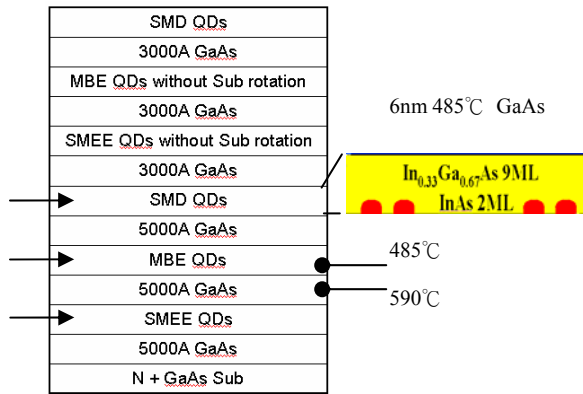 SMD QDs
3000A GaAs
MBE QDs without Sub rotation
3000A GaAs
SMEE QDs without Sub rotation
3000A GaAs
SMD QDs
5000A GaAs
MBE QDs
5000A GaAs
SMEE QDs
5000A GaAs
N + GaAs Sub
6nm 485℃ GaAs
In0.33Ga0.67As 9ML
InAs 2ML
485℃
590℃